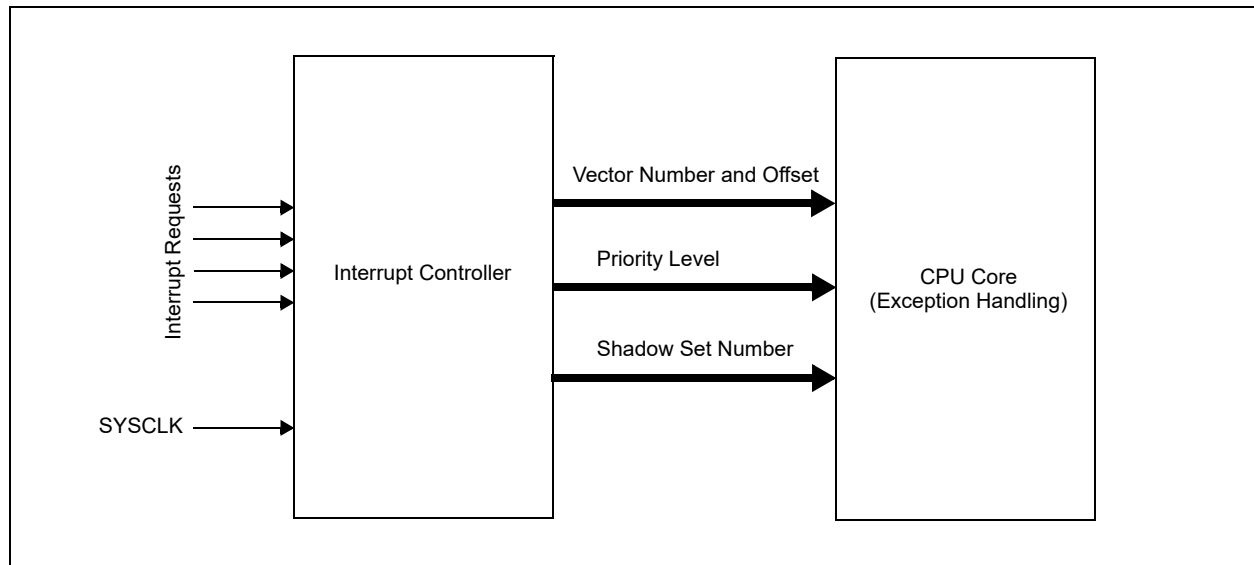 Interrupt Requests
SYSCLK
Interrupt Controller
Vector Number and Offset
Priority Level
Shadow Set Number
CPU Core
(Exception Handling)